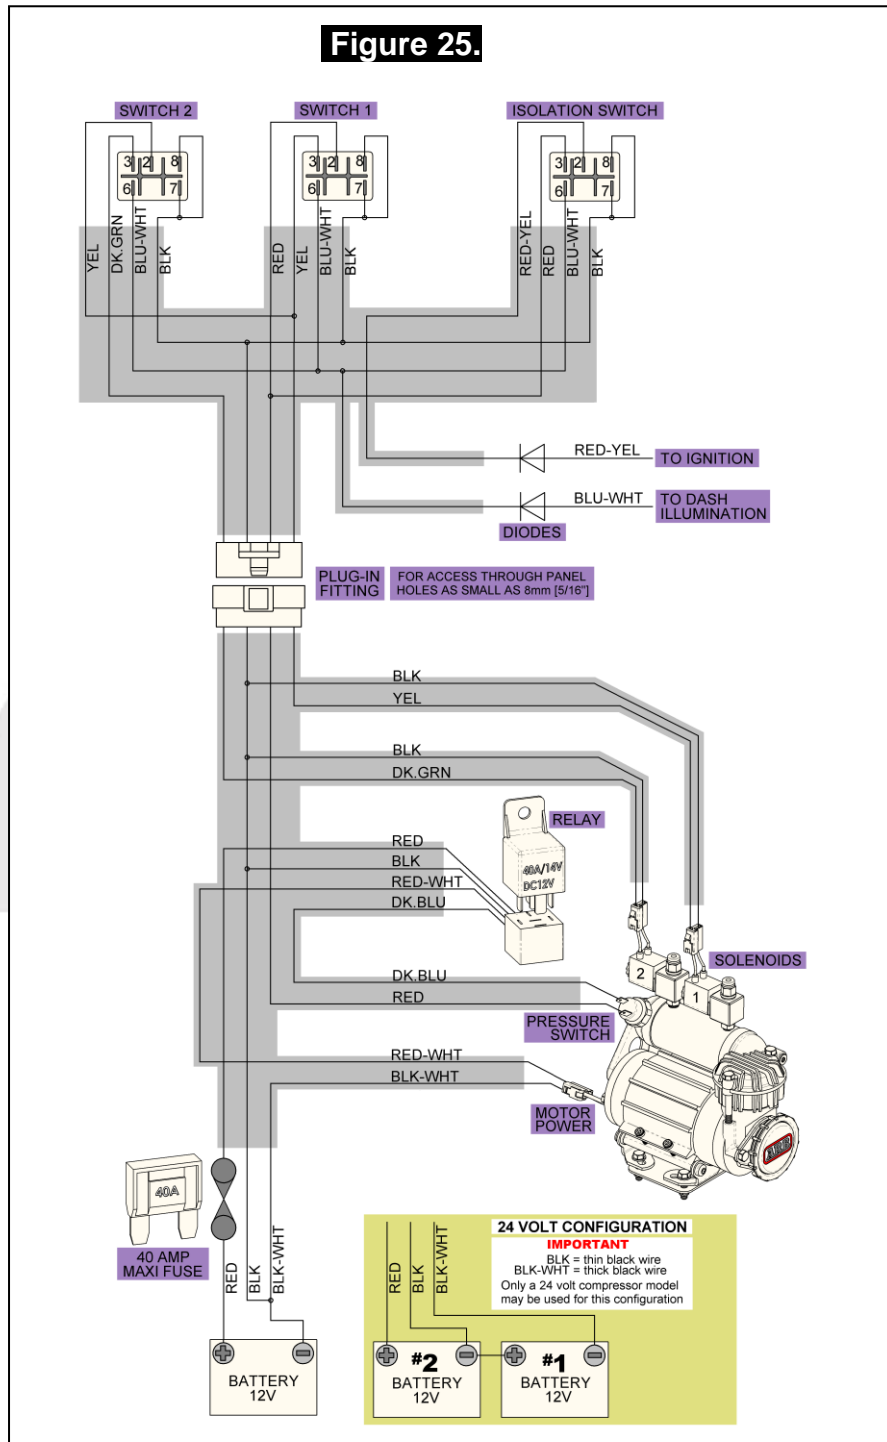 Figure 25.
SWITCH 2
SWITCH 1
ISOLATION SWITCH
3 2 8
6 7
3 2 8
6 7
3 2 8
6 7
YEL
DK.GRN
BLU-WHT
BLK
RED
YEL
BLU-WHT
BLK
RED-YEL
RED
BLU-WHT
BLK
RED-YEL
TO IGNITION
BLU-WHT
TO DASH
ILLUMINATION
DIODES
PLUG-IN
FITTING
FOR ACCESS THROUGH PANEL
HOLES AS SMALL AS 8mm [5/16"]
BLK
YEL
BLK
DK.GRN
RELAY
40A/14V
DC12V
RED
BLK
RED-WHT
DK.BLU
SOLENOIDS
2
1
DK.BLU
RED
PRESSURE
SWITCH
RED-WHT
BLK-WHT
MOTOR
POWER
ARB
40A
40 AMP
MAXI FUSE
RED
BLK
BLK-WHT
BATTERY
12V
24 VOLT CONFIGURATION
IMPORTANT
BLK = thin black wire
BLK-WHT = thick black wire
Only a 24 volt compressor model
may be used for this configuration
RED
BLK
BLK-WHT
#2
BATTERY
12V
#1
BATTERY
12V